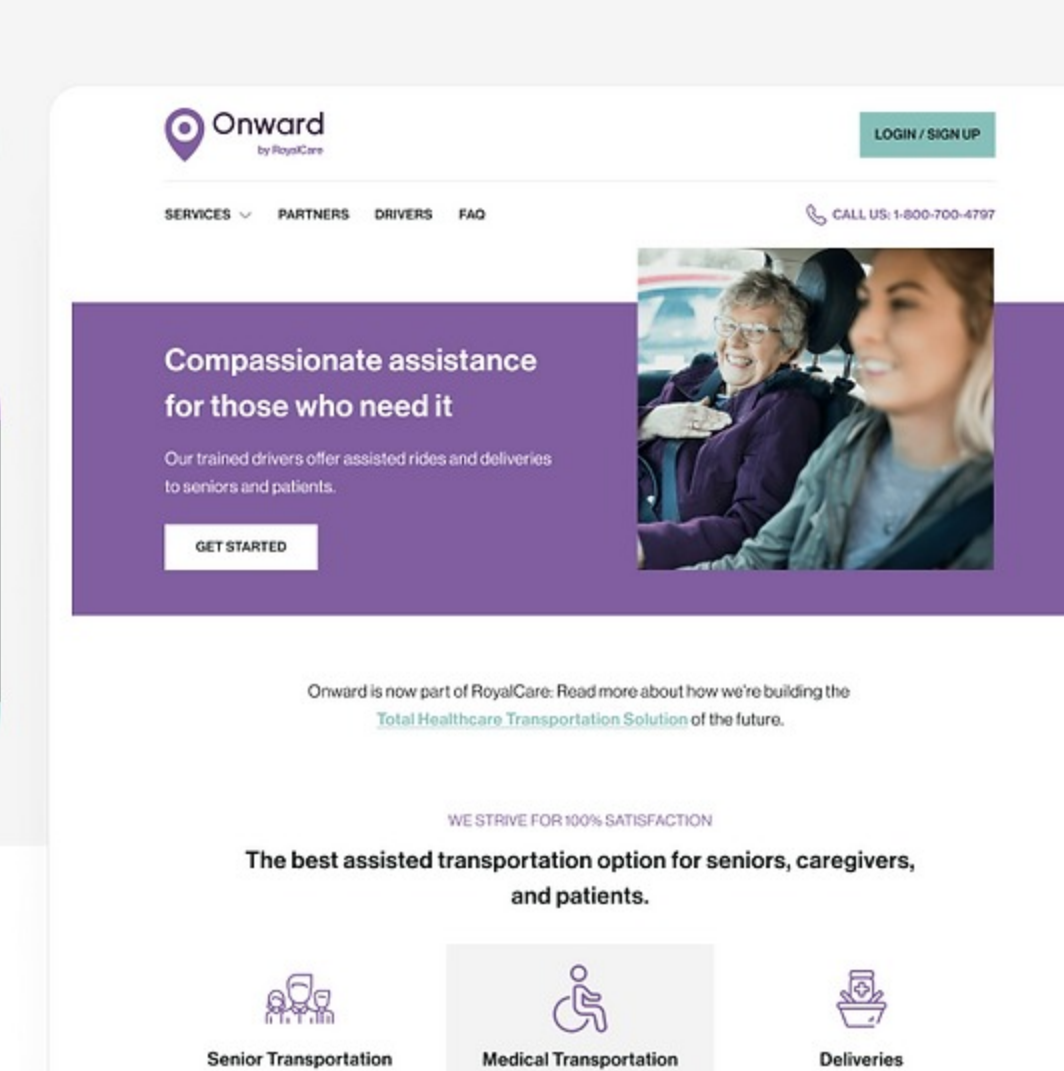 Onward
by RoyalCare
LOGIN / SIGN UP
SERVICES
PARTNERS
DRIVERS
FAQ
CALL US: 1-800-700-4797
Compassionate assistance
for those who need it
Our trained drivers offer assisted rides and deliveries
to seniors and patients.
GET STARTED
Onward is now part of RoyalCare: Read more about how we're building the
Total Healthcare Transportation Solution of the future.
WE STRIVE FOR 100% SATISFACTION
The best assisted transportation option for seniors, caregivers,
and patients.
Senior Transportation
Medical Transportation
Deliveries